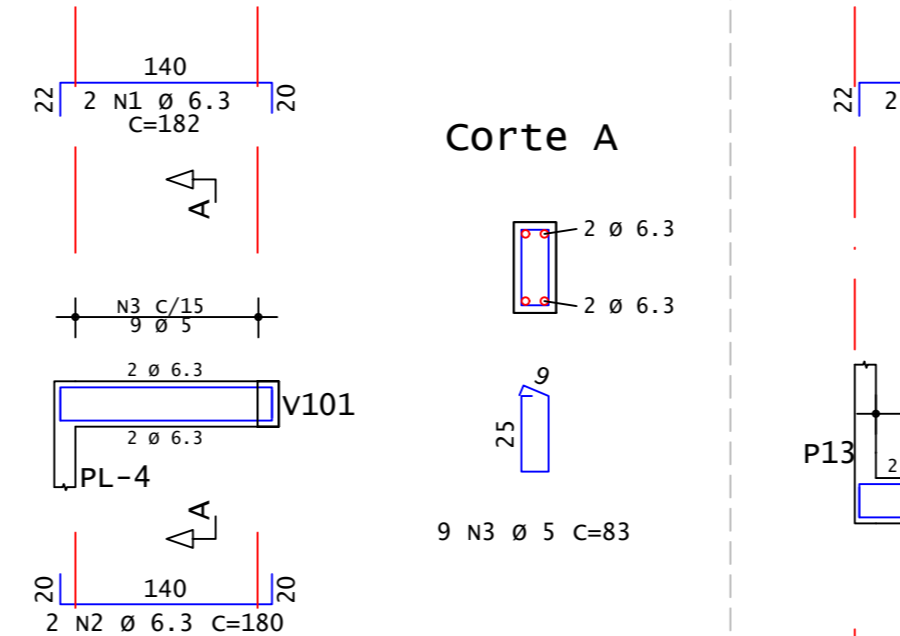 140
22
2 N1 Ø 6.3
20
C=182
A
N3 C/15
9 Ø 5
2 Ø 6.3
V101
2 Ø 6.3
PL-4
A
20
140
20
2 N2 Ø 6.3 C=180
Corte A
2 Ø 6.3
2 Ø 6.3
9
25
9 N3 Ø 5 C=83
22
2
P13
2